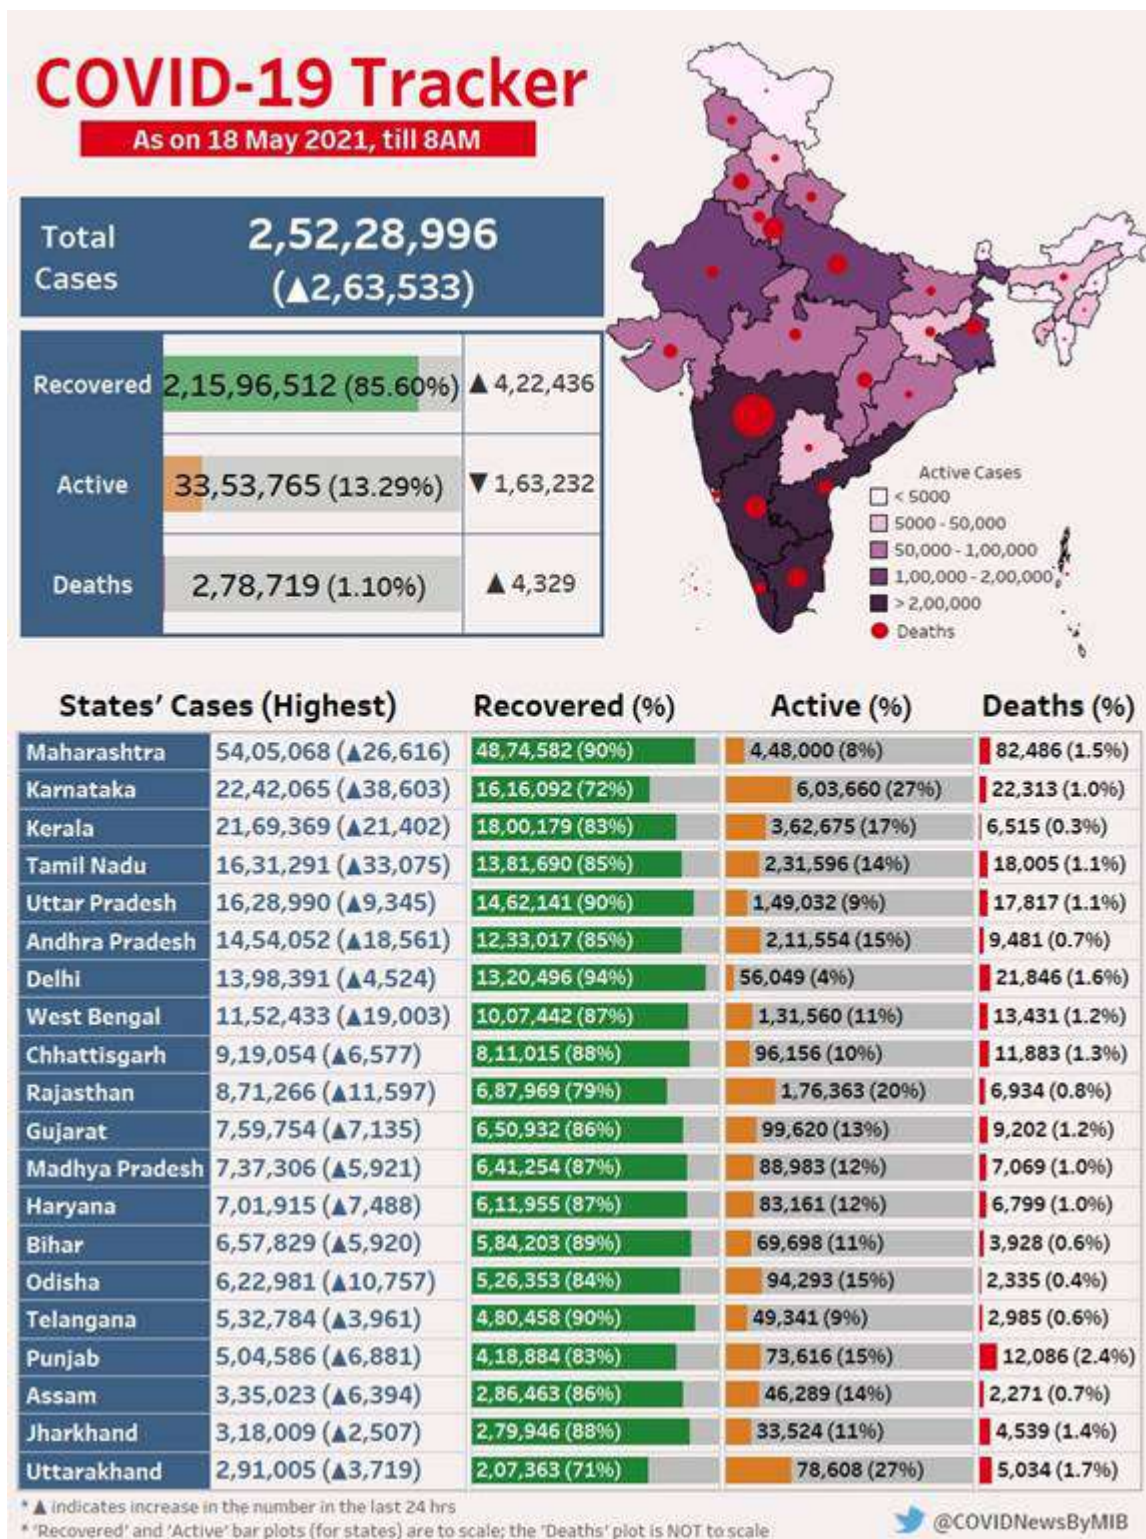 COVID-19 Tracker
As on 18 May 2021, till 8AM
Total Cases
2,52,28,996
(▲2,63,533)
Recovered 2,15,96,512 (85.60%) ▲ 4,22,436
Active 33,53,765 (13.29%) ▼ 1,63,232
Deaths 2,78,719 (1.10%) ▲ 4,329
Active Cases
< 5000
5000 - 50,000
50,000 - 1,00,000
1,00,000 - 2,00,000
> 2,00,000
Deaths
States' Cases (Highest) Recovered (%) Active (%) Deaths (%)
Maharashtra 54,05,068 (▲26,616) 48,74,582 (90%) 4,48,000 (8%) 82,486 (1.5%)
Karnataka 22,42,065 (▲38,603) 16,16,092 (72%) 6,03,660 (27%) 22,313 (1.0%)
Kerala 21,69,369 (▲21,402) 18,00,179 (83%) 3,62,675 (17%) 6,515 (0.3%)
Tamil Nadu 16,31,291 (▲33,075) 13,81,690 (85%) 2,31,596 (14%) 18,005 (1.1%)
Uttar Pradesh 16,28,990 (▲9,345) 14,62,141 (90%) 1,49,032 (9%) 17,817 (1.1%)
Andhra Pradesh 14,54,052 (▲18,561) 12,33,017 (85%) 2,11,554 (15%) 9,481 (0.7%)
Delhi 13,98,391 (▲4,524) 13,20,496 (94%) 56,049 (4%) 21,846 (1.6%)
West Bengal 11,52,433 (▲19,003) 10,07,442 (87%) 1,31,560 (11%) 13,431 (1.2%)
Chhattisgarh 9,19,054 (▲6,577) 8,11,015 (88%) 96,156 (10%) 11,883 (1.3%)
Rajasthan 8,71,266 (▲11,597) 6,87,969 (79%) 1,76,363 (20%) 6,934 (0.8%)
Gujarat 7,59,754 (▲7,135) 6,50,932 (86%) 99,620 (13%) 9,202 (1.2%)
Madhya Pradesh 7,37,306 (▲5,921) 6,41,254 (87%) 88,983 (12%) 7,069 (1.0%)
Haryana 7,01,915 (▲7,488) 6,11,955 (87%) 83,161 (12%) 6,799 (1.0%)
Bihar 6,57,829 (▲5,920) 5,84,203 (89%) 69,698 (11%) 3,928 (0.6%)
Odisha 6,22,981 (▲10,757) 5,26,353 (84%) 94,293 (15%) 2,335 (0.4%)
Telangana 5,32,784 (▲3,961) 4,80,458 (90%) 49,341 (9%) 2,985 (0.6%)
Punjab 5,04,586 (▲6,881) 4,18,884 (83%) 73,616 (15%) 12,086 (2.4%)
Assam 3,35,023 (▲6,394) 2,86,463 (86%) 46,289 (14%) 2,271 (0.7%)
Jharkhand 3,18,009 (▲2,507) 2,79,946 (88%) 33,524 (11%) 4,539 (1.4%)
Uttarakhand 2,91,005 (▲3,719) 2,07,363 (71%) 78,608 (27%) 5,034 (1.7%)
* ▲ indicates increase in the number in the last 24 hrs
* 'Recovered' and 'Active' bar plots (for states) are to scale; the 'Deaths' plot is NOT to scale
@COVIDNewsByMIB